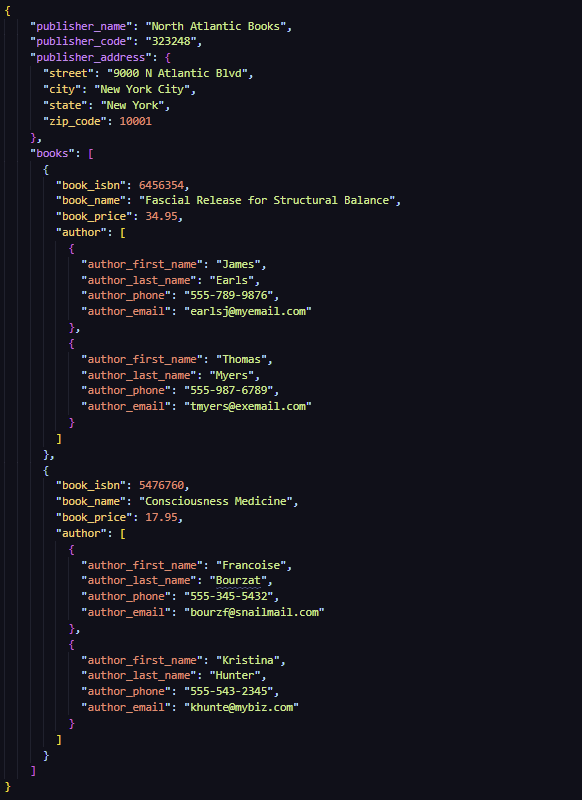 {
"publisher_name": "North Atlantic Books",
"publisher_code": "323248",
"publisher_address": {
"street": "9000 N Atlantic Blvd",
"city": "New York City",
"state": "New York",
"zip_code": 10001
},
"books": [
{
"book_isbn": 6456354,
"book_name": "Fascial Release for Structural Balance",
"book_price": 34.95,
"author": [
{
"author_first_name": "James",
"author_last_name": "Earls",
"author_phone": "555-789-9876",
"author_email": "earlsj@myemail.com"
},
{
"author_first_name": "Thomas",
"author_last_name": "Myers",
"author_phone": "555-987-6789",
"author_email": "tmyers@exemail.com"
}
]
},
{
"book_isbn": 5476760,
"book_name": "Consciousness Medicine",
"book_price": 17.95,
"author": [
{
"author_first_name": "Francoise",
"author_last_name": "Bourzat",
"author_phone": "555-345-5432",
"author_email": "bourzf@snailmail.com"
},
{
"author_first_name": "Kristina",
"author_last_name": "Hunter",
"author_phone": "555-543-2345",
"author_email": "khunte@mybiz.com"
}
]
}
]
}